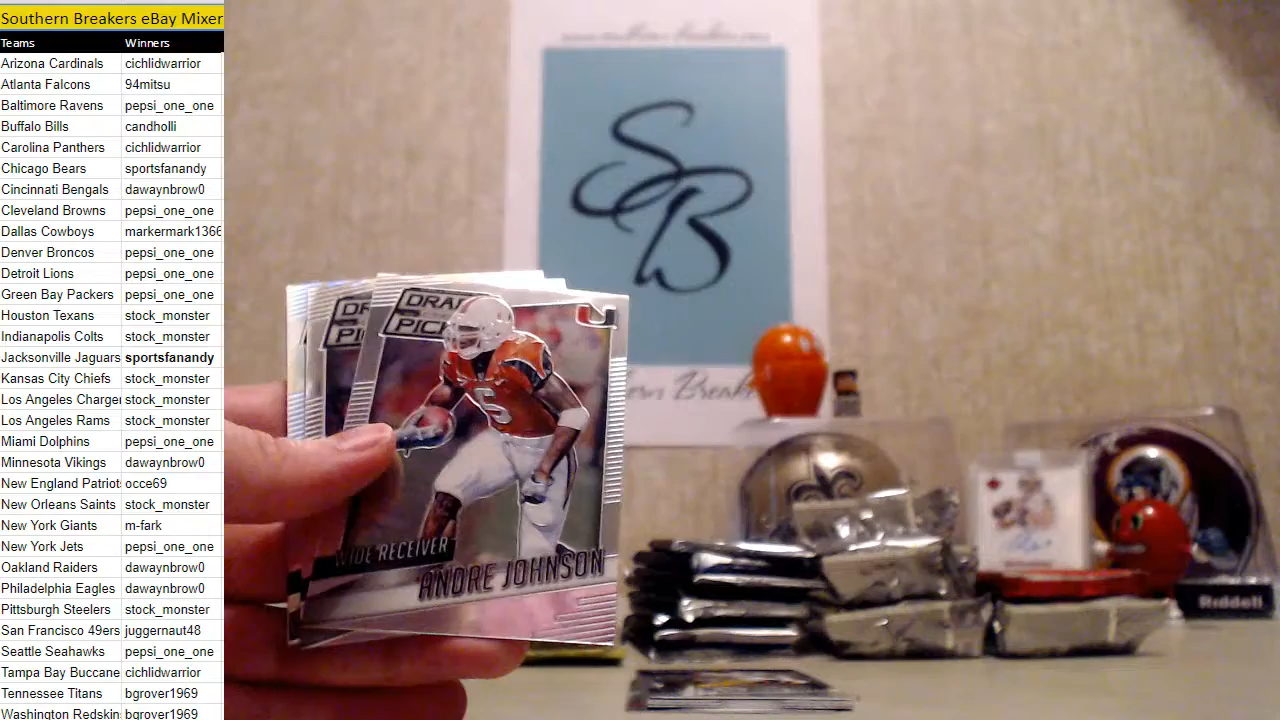 Southern Breakers eBay Mixer
Teams Winners
Arizona Cardinals cichlidwarrior
Atlanta Falcons 94mitsu
Baltimore Ravens pepsi_one_one
Buffalo Bills candholli
Carolina Panthers cichlidwarrior
Chicago Bears sportsfanandy
Cincinnati Bengals dawaynbrow0
Cleveland Browns pepsi_one_one
Dallas Cowboys markermark1366
Denver Broncos pepsi_one_one
Detroit Lions pepsi_one_one
Green Bay Packers pepsi_one_one
Houston Texans stock_monster
Indianapolis Colts stock_monster
Jacksonville Jaguars sportsfanandy
Kansas City Chiefs stock_monster
Los Angeles Charger stock_monster
Los Angeles Rams stock_monster
Miami Dolphins pepsi_one_one
Minnesota Vikings dawaynbrow0
New England Patriot occe69
New Orleans Saints stock_monster
New York Giants m-fark
New York Jets pepsi_one_one
Oakland Raiders dawaynbrow0
Philadelphia Eagles dawaynbrow0
Pittsburgh Steelers stock_monster
San Francisco 49ers juggernaut48
Seattle Seahawks pepsi_one_one
Tampa Bay Buccane cichlidwarrior
Tennessee Titans bgrover1969
Washington Redskin bgrover1969
SB
DRA
PICK
DR
PI
U
6
WIDE RECEIVER
ANDRE JOHNSON
Riddell